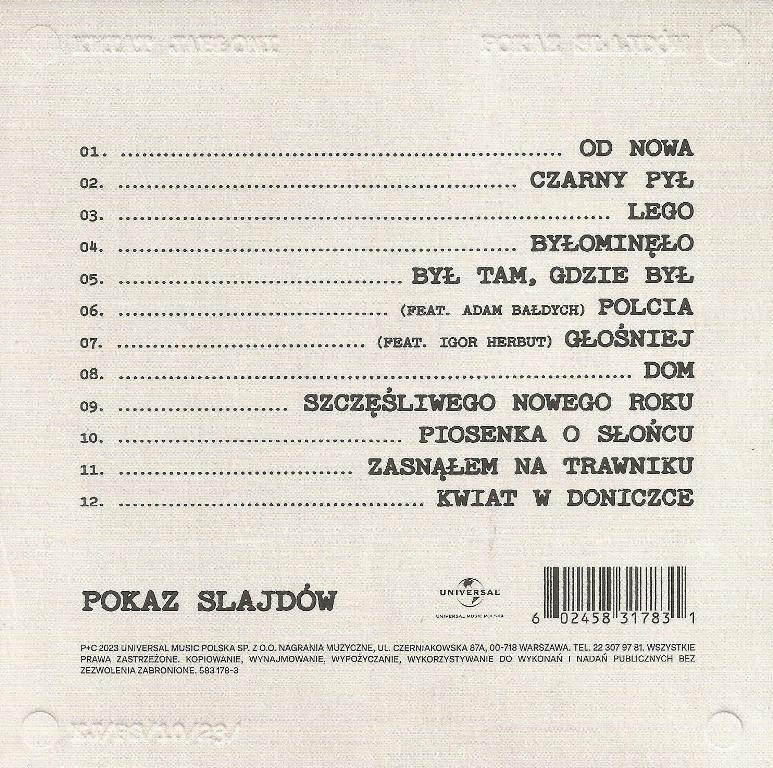 01. OD NOWA
02. CZARNY PYŁ
03. LEGO
04. BYŁOMINĘŁO
05. BYŁ TAM, GDZIE BYŁ
06. (FEAT. ADAM BAŁDYCH) POLCIA
07. (FEAT. IGOR HERBUT) GŁOŚNIEJ
08. DOM
09. SZCZĘŚLIWEGO NOWEGO ROKU
10. PIOSENKA O SŁOŃCU
11. ZASNĄŁEM NA TRAWNIKU
12. KWIAT W DONICZCE
POKAZ SLAJDÓW
UNIVERSAL
UNIVERSAL MUSIC POLSKA
6 02458 31783 1
P+C 2023 UNIVERSAL MUSIC POLSKA SP. Z O.O. NAGRANIA MUZYCZNE, UL. CZERNIAKOWSKA 87A, 00-718 WARSZAWA. TEL. 22 307 97 81. WSZYSTKIE
PRAWA ZASTRZEŻONE. KOPIOWANIE, WYNAJMOWANIE, WYPOŻYCZANIE, WYKORZYSTYWANIE DO WYKONAŃ I NADAŃ PUBLICZNYCH BEZ
ZEZWOLENIA ZABRONIONE. 583 178-3